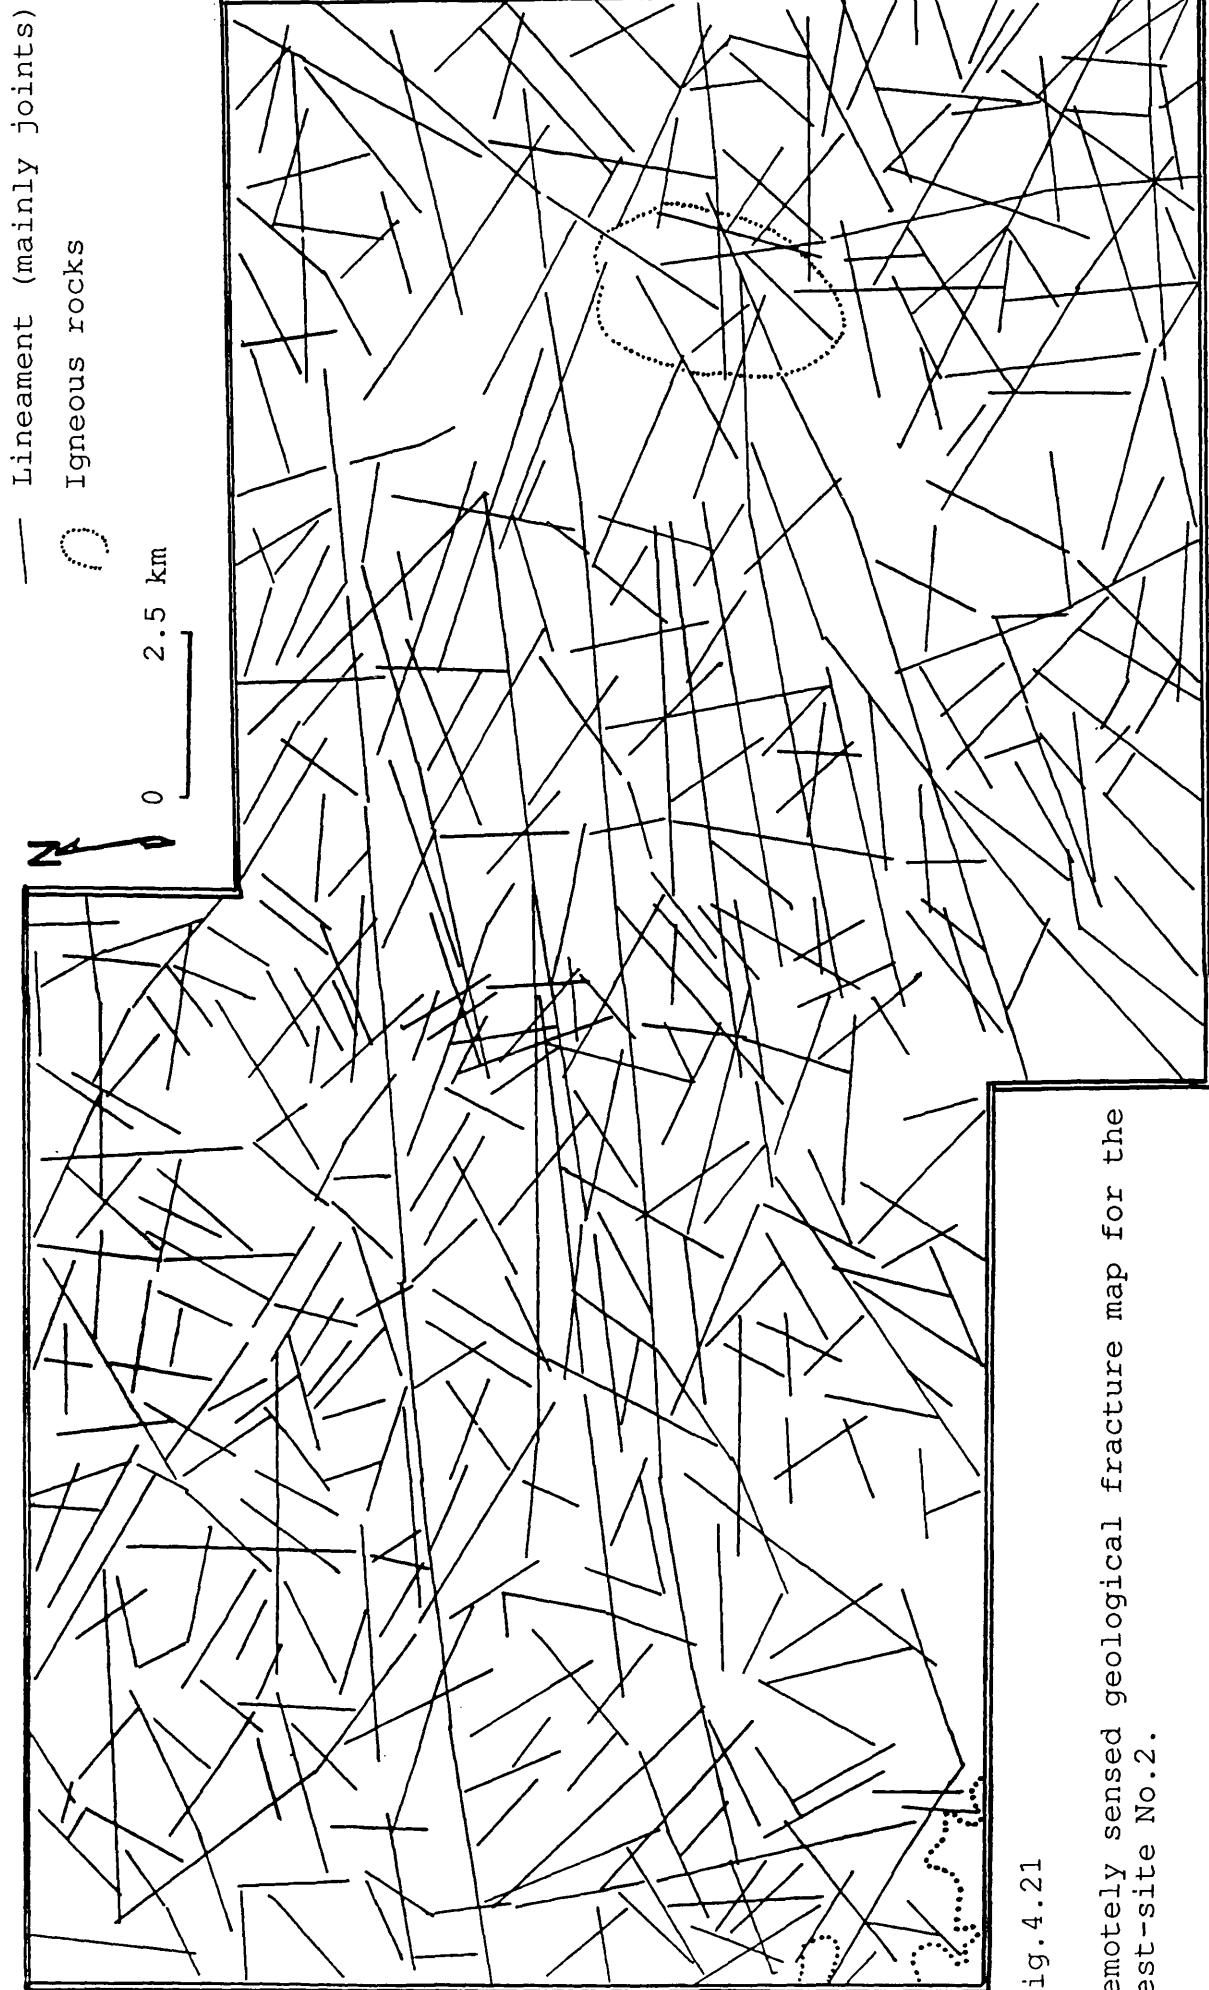 Lineament (mainly joints)
Igneous rocks
N
0 2.5 km
ig.4.21
emotely sensed geological fracture map for the
est-site No.2.